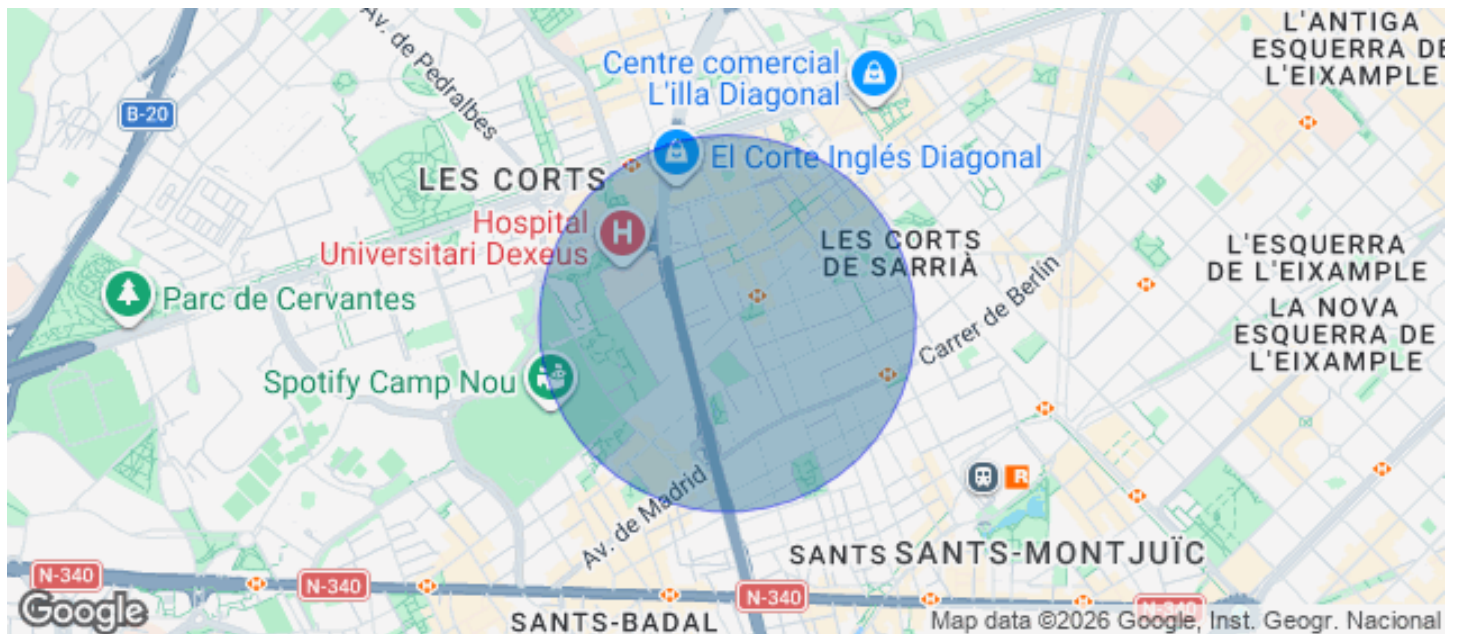 L'ANTIGA
ESQUERRA DE
L'EIXAMPLE
Av. de Pedralbes
Centre comercial
L'illa Diagonal
B-20
El Corte Inglés Diagonal
LES CORTS
Hospital
Universitari Dexeus
H
LES CORTS
DE SARRIÀ
L'ESQUERRA
DE L'EIXAMPLE
Parc de Cervantes
Carrer de Berlin
LA NOVA
ESQUERRA DE
L'EIXAMPLE
Spotify Camp Nou
Av. de Madrid
R
SANTS
SANTS-MONTJUÏC
N-340
N-340
N-340
N-340
Google
SANTS-BADAL
Map data ©2026 Google, Inst. Geogr. Nacional